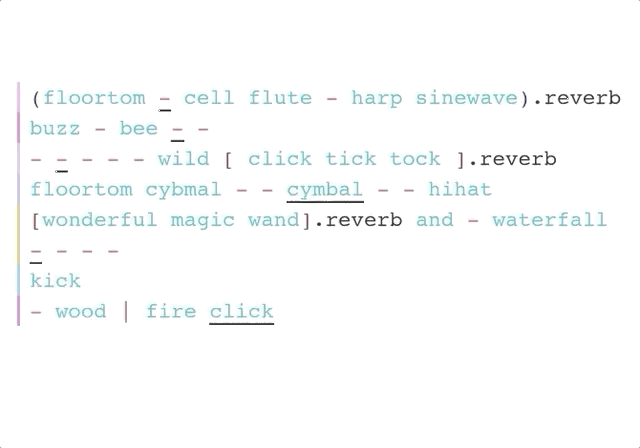 (floortom - cell flute - harp sinewave).reverb
buzz - bee - -
- - - - - wild [ click tick tock ].reverb
floortom cybmal - - cymbal - - hihat
[wonderful magic wand].reverb and - waterfall
- - - -
kick
- wood | fire click